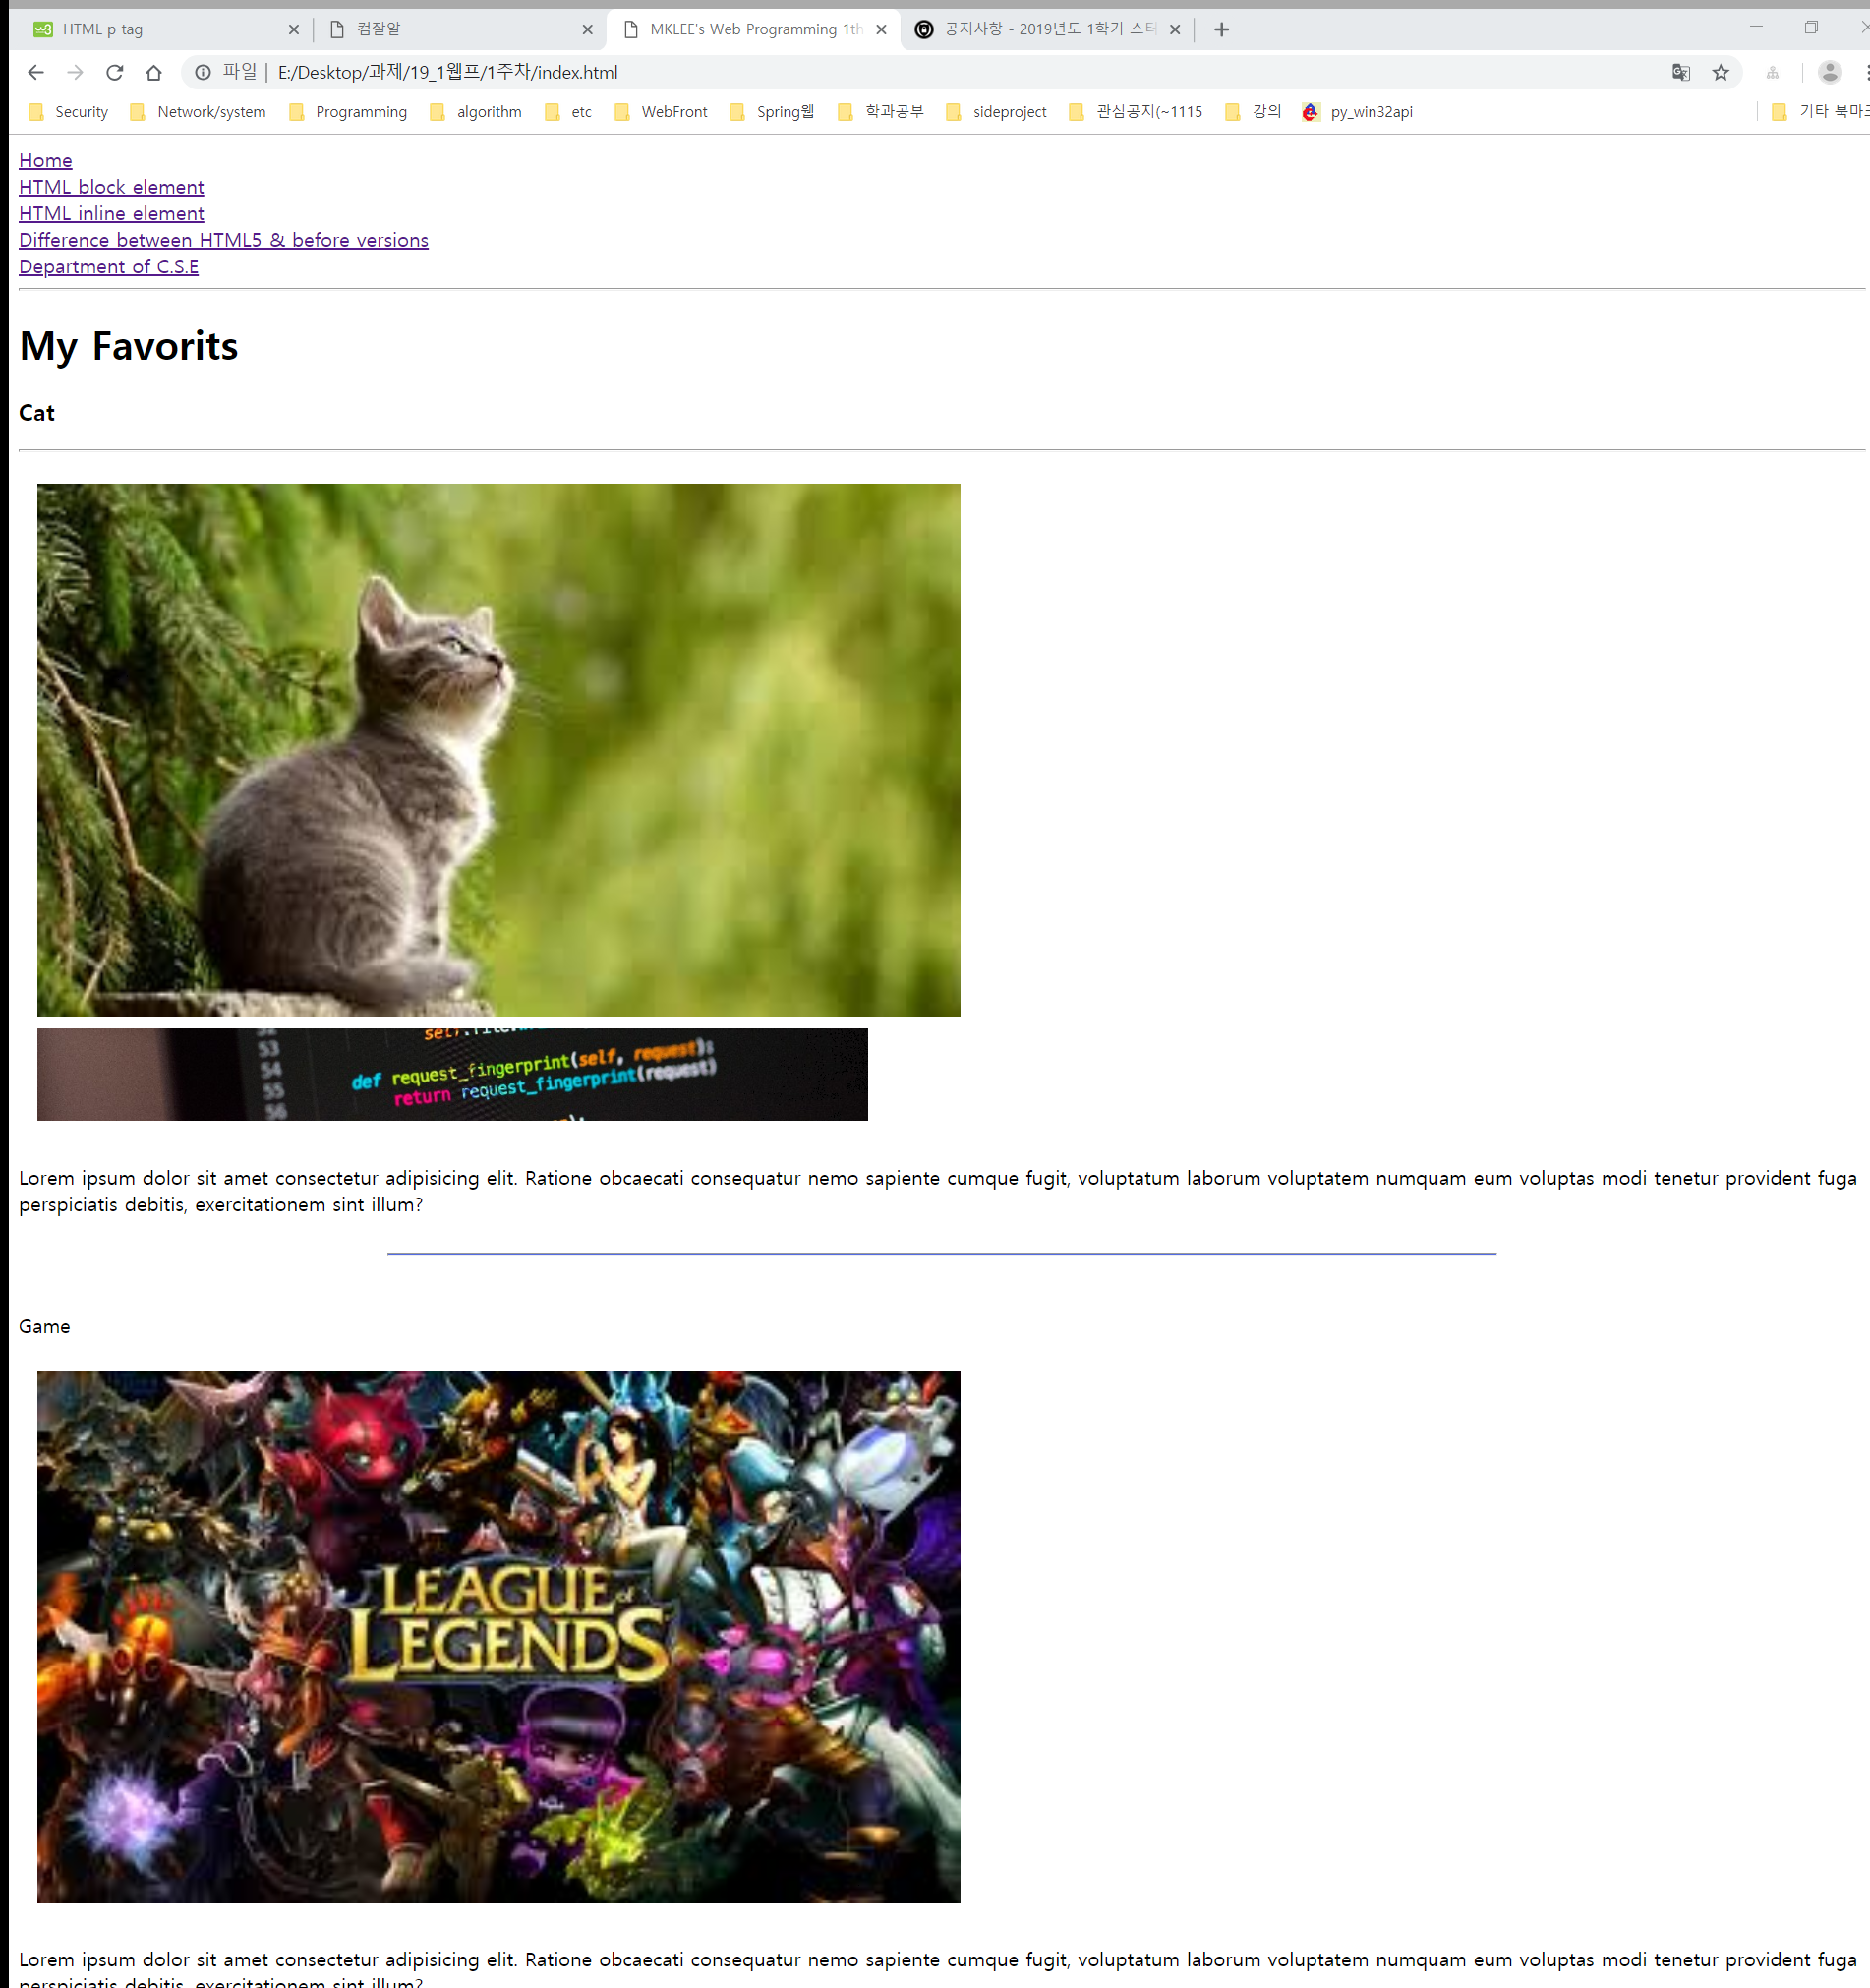 HTML p tag
컴잘알
MKLEE's Web Programming 1th
공지사항 - 2019년도 1학기 스터
파일 | E:/Desktop/과제/19_1웹프/1주차/index.html
Security Network/system Programming algorithm etc WebFront Spring웹 학과공부 sideproject 관심공지(~1115 강의 py_win32api 기타 북마크
Home
HTML block element
HTML inline element
Difference between HTML5 & before versions
Department of C.S.E
My Favorits
Cat
53
54 def request_fingerprint(self, request):
55 return request_fingerprint(request)
56
Lorem ipsum dolor sit amet consectetur adipisicing elit. Ratione obcaecati consequatur nemo sapiente cumque fugit, voluptatum laborum voluptatem numquam eum voluptas modi tenetur provident fuga
perspiciatis debitis, exercitationem sint illum?
Game
LEAGUE of
LEGENDS
Lorem ipsum dolor sit amet consectetur adipisicing elit. Ratione obcaecati consequatur nemo sapiente cumque fugit, voluptatum laborum voluptatem numquam eum voluptas modi tenetur provident fuga
perspiciatis debitis, exercitationem sint illum?